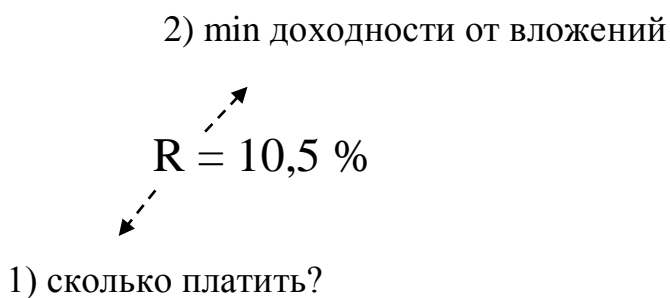 2) min доходности от вложений
R = 10,5 %
1) сколько платить?